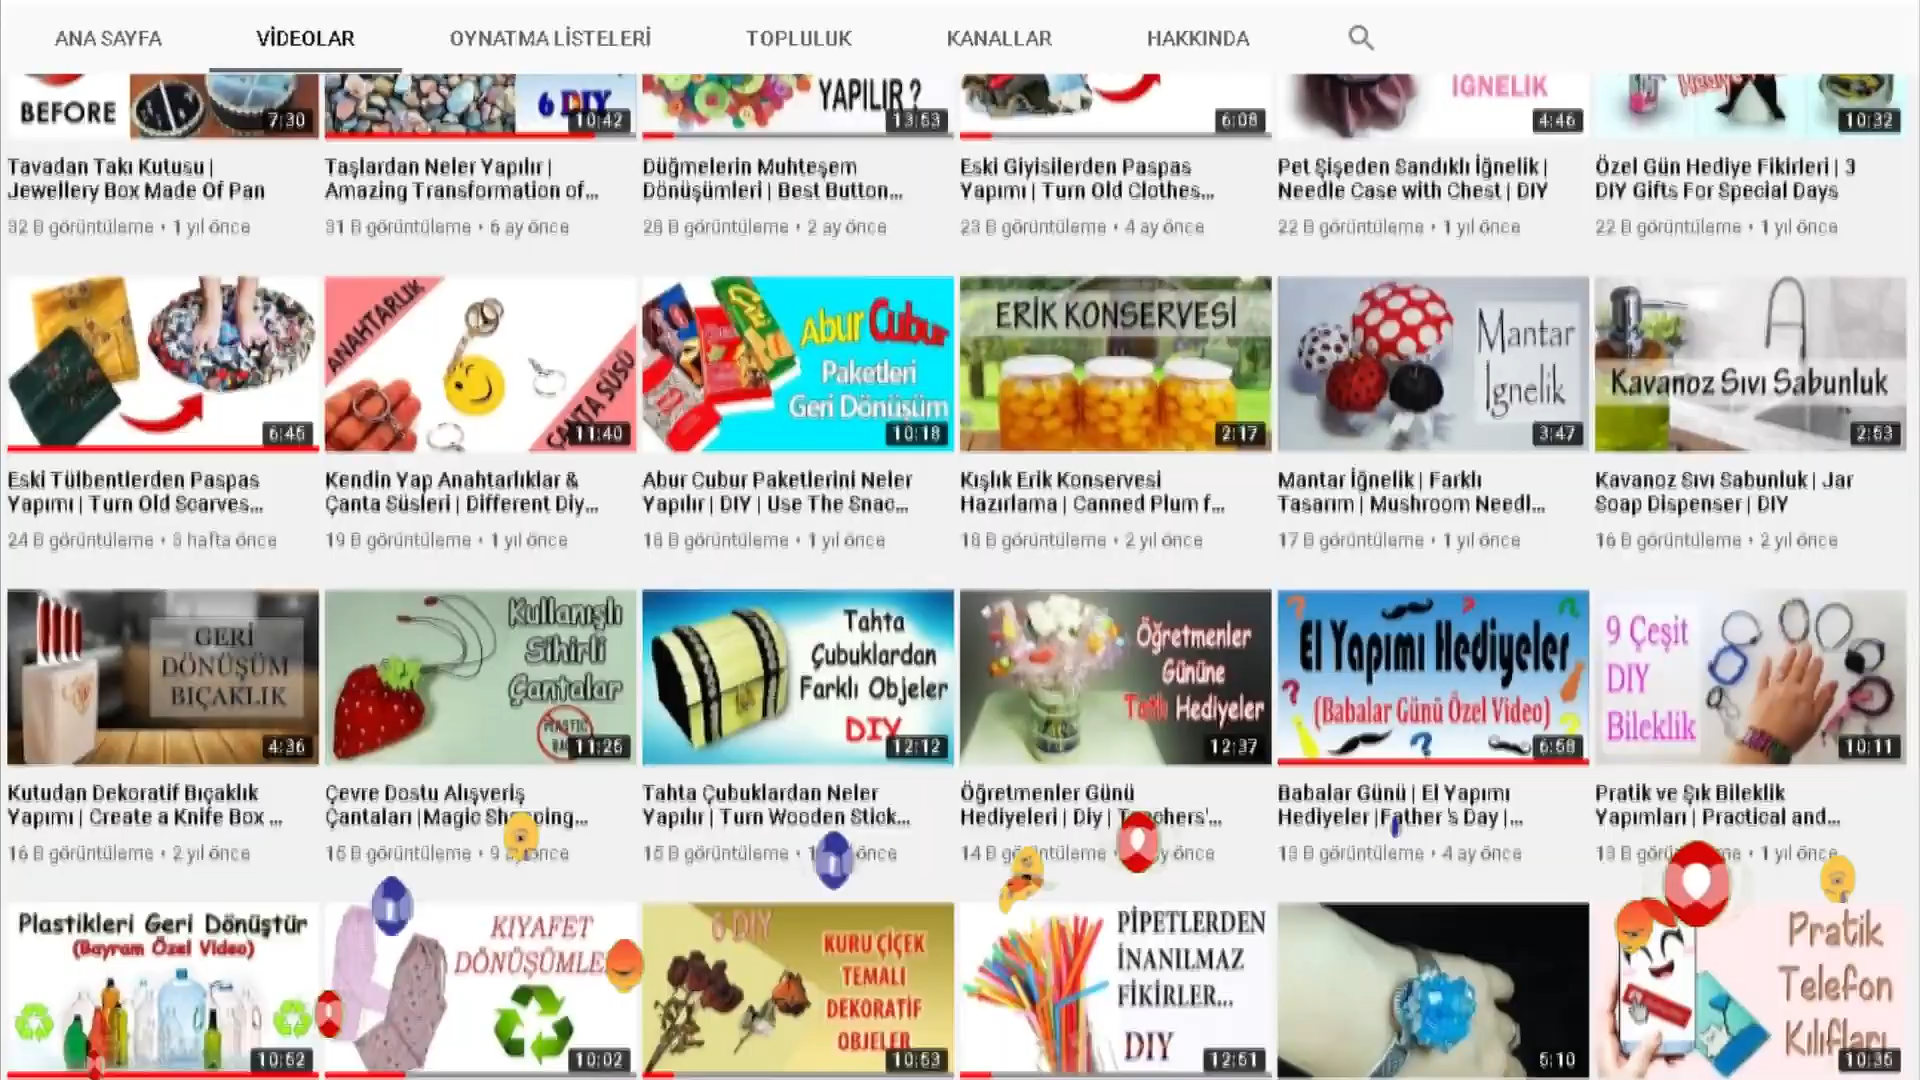 ANA SAYFA VİDEOLAR OYNATMA LİSTELERİ TOPLULUK KANALLAR HAKKINDA
BEFORE 7:30 6 DIY 10:42 YAPILIR? 13:53 6:08 İGNELİK 4:46 10:32
Tavadan Takı Kutusu | Taşlardan Neler Yapılır | Düğmelerin Muhteşem Eski Giyisilerden Paspas Pet Şişeden Sandıklı İğnelik | Özel Gün Hediye Fikirleri | 3
Jewellery Box Made Of Pan Amazing Transformation of... Dönüşümleri | Best Button... Yapımı | Turn Old Clothes... Needle Case with Chest | DIY DIY Gifts For Special Days
32 B görüntüleme • 1 yıl önce 31 B görüntüleme • 6 ay önce 28 B görüntüleme • 2 ay önce 23 B görüntüleme • 4 ay önce 22 B görüntüleme • 1 yıl önce 22 B görüntüleme • 1 yıl önce
6:45
ANAHTARLIK
ÇANTA SÜSÜ
11:40
Abur Cubur
Paketleri
Geri Dönüşüm
10:18
ERİK KONSERVESİ
2:17
Mantar
İgnelik
3:47
Kavanoz Sıvı Sabunluk
2:53
Eski Tülbentlerden Paspas Kendin Yap Anahtarlıklar & Abur Cubur Paketlerini Neler Kışlık Erik Konservesi Mantar İğnelik | Farklı Kavanoz Sıvı Sabunluk | Jar
Yapımı | Turn Old Scarves... Çanta Süsleri | Different Diy... Yapılır | DIY | Use The Snac... Hazırlama | Canned Plum f... Tasarım | Mushroom Needl... Soap Dispenser | DIY
24 B görüntüleme • 3 hafta önce 19 B görüntüleme • 1 yıl önce 18 B görüntüleme • 1 yıl önce 18 B görüntüleme • 2 yıl önce 17 B görüntüleme • 1 yıl önce 16 B görüntüleme • 2 yıl önce
GERİ
DÖNÜŞÜM
BIÇAKLIK
4:36
Kullanışlı
Sihirli
Çantalar
PLASTIC
11:26
Tahta
Çubuklardan
Farklı Objeler
DIY
12:12
Öğretmenler
Gününe
Tatlı Hediyeler
12:37
El Yapımı Hediyeler
(Babalar Günü Özel Video)
6:58
9 Çeşit
DIY
Bileklik
10:11
Kutudan Dekoratif Bıçaklık Çevre Dostu Alışveriş Tahta Çubuklardan Neler Öğretmenler Günü Babalar Günü | El Yapımı Pratik ve Şık Bileklik
Yapımı | Create a Knife Box ... Çantaları |Magic Shopping... Yapılır | Turn Wooden Stick... Hediyeleri | Diy | Teachers'... Hediyeler |Father's Day |... Yapımları | Practical and...
16 B görüntüleme • 2 yıl önce 15 B görüntüleme • 9 önce 15 B görüntüleme • 1 önce 14 B görüntüleme önce 13 B görüntüleme • 4 ay önce 13 B görüntüleme • 1 yıl önce
Plastikleri Geri Dönüştür
(Bayram Özel Video)
10:52
KIYAFET
DÖNÜŞÜMLE
10:02
6 DIY
KURU ÇİÇEK
TEMALI
DEKORATİF
OBJELER
10:53
PİPETLERDEN
İNANILMAZ
FİKİRLER...
DIY
12:51
5:10
Pratik
Telefon
Kılıfları
10:35